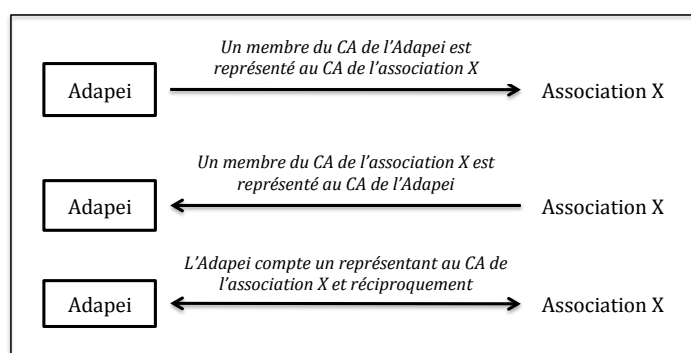 Un membre du CA de l'Adapei est
représenté au CA de l'association X
Adapei
Association X
Un membre du CA de l'association X est
représenté au CA de l'Adapei
Adapei
Association X
L'Adapei compte un représentant au CA de
l'association X et réciproquement
Adapei
Association X